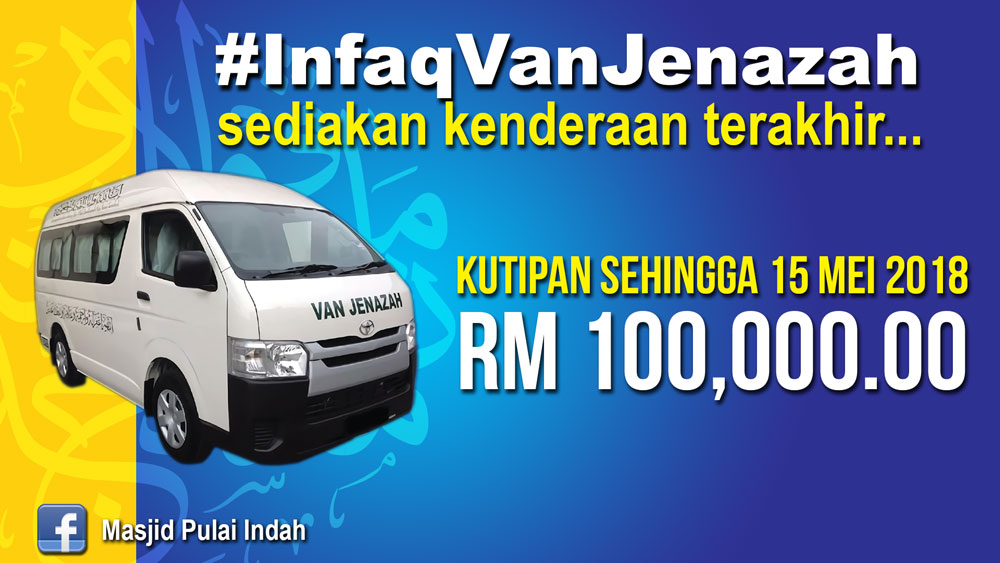 #InfaqVanJenazah
sediakan kenderaan terakhir...
KUTIPAN SEHINGGA 15 MEI 2018
RM 100,000.00
VAN JENAZAH
f
Masjid Pulai Indah